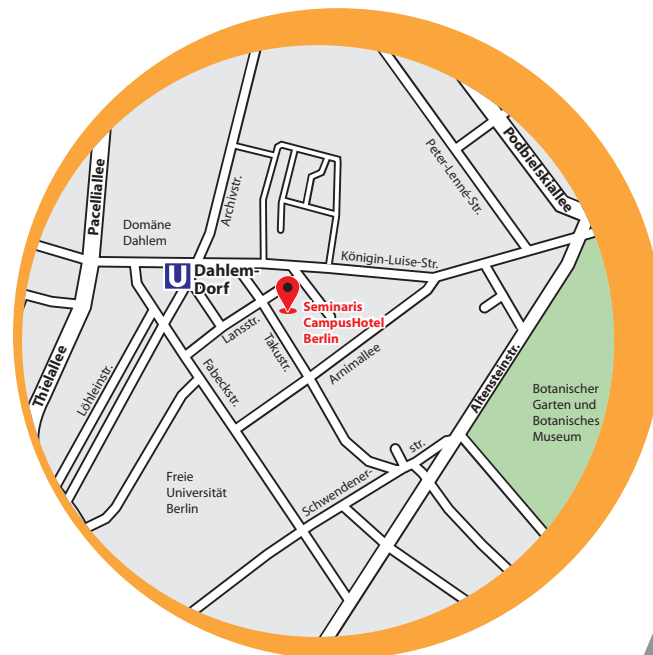 Podbielskiallee
Peter-Lenné-Str.
Pacelliallee
Archivstr.
Domäne
Dahlem
Königin-Luise-Str.
U
Dahlem-
Dorf
Seminaris
CampusHotel
Berlin
Lansstr.
Takustr.
Arnimallee
Thielallee
Löhleinstr.
Fabeckstr.
Altensteinstr.
Botanischer
Garten und
Botanisches
Museum
Schwendener-
str.
Freie
Universität
Berlin